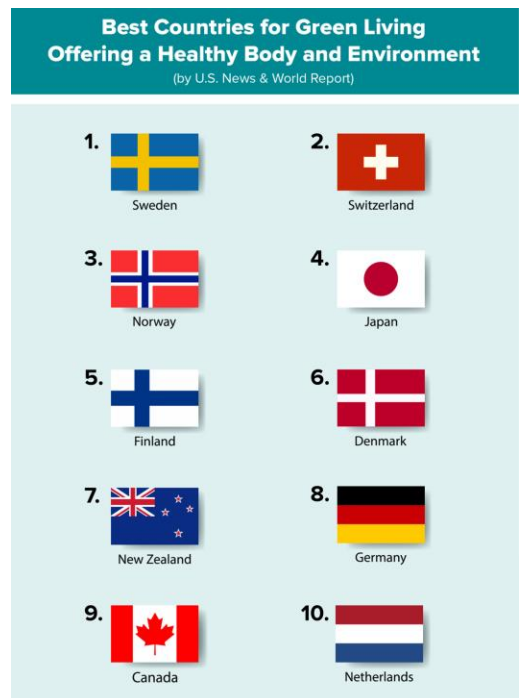 Best Countries for Green Living
Offering a Healthy Body and Environment
(by U.S. News & World Report)
1.
Sweden
2.
Switzerland
3.
Norway
4.
Japan
5.
Finland
6.
Denmark
7.
New Zealand
8.
Germany
9.
Canada
10.
Netherlands